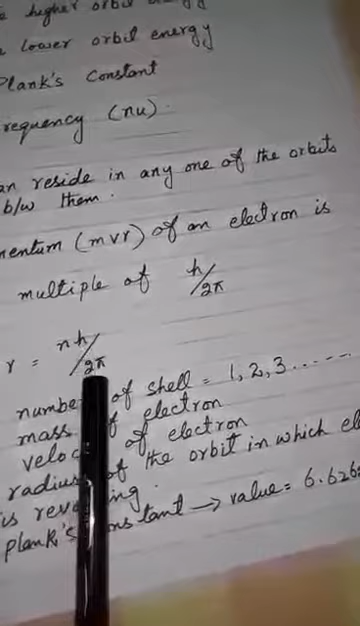 higher orbit
lower orbit energy
Plank's Constant
requency (nu).
an reside in any one of the orbits
b/w them.
mentum (mvr) of an electron is
multiple of h/2π
r = nh/2π
number of shell = 1, 2, 3 ......
mass of electron
veloc of electron
radius of the orbit in which el
is revolving.
Plank's constant → value = 6.626